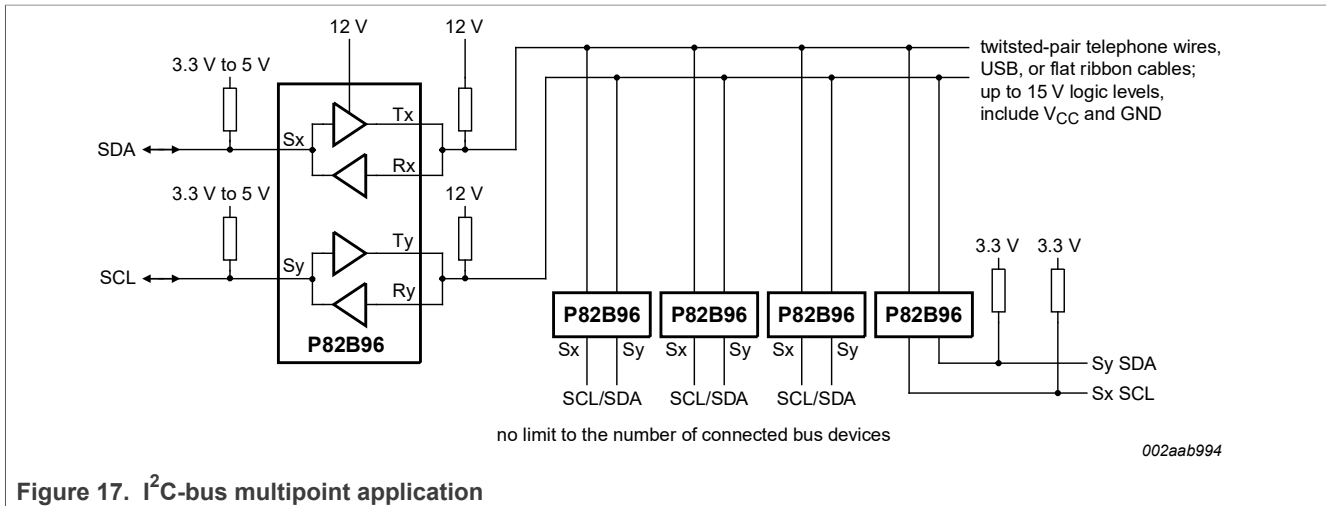 12 V
12 V
3.3 V to 5 V
twitsted-pair telephone wires,
USB, or flat ribbon cables;
up to 15 V logic levels,
include VCC and GND
Tx
Sx
SDA
Rx
3.3 V to 5 V
12 V
Ty
Sy
SCL
Ry
P82B96
3.3 V 3.3 V
P82B96 P82B96 P82B96 P82B96
Sx Sy Sx Sy Sx Sy
Sy SDA
Sx SCL
SCL/SDA SCL/SDA SCL/SDA
no limit to the number of connected bus devices
002aab994
Figure 17. I²C-bus multipoint application